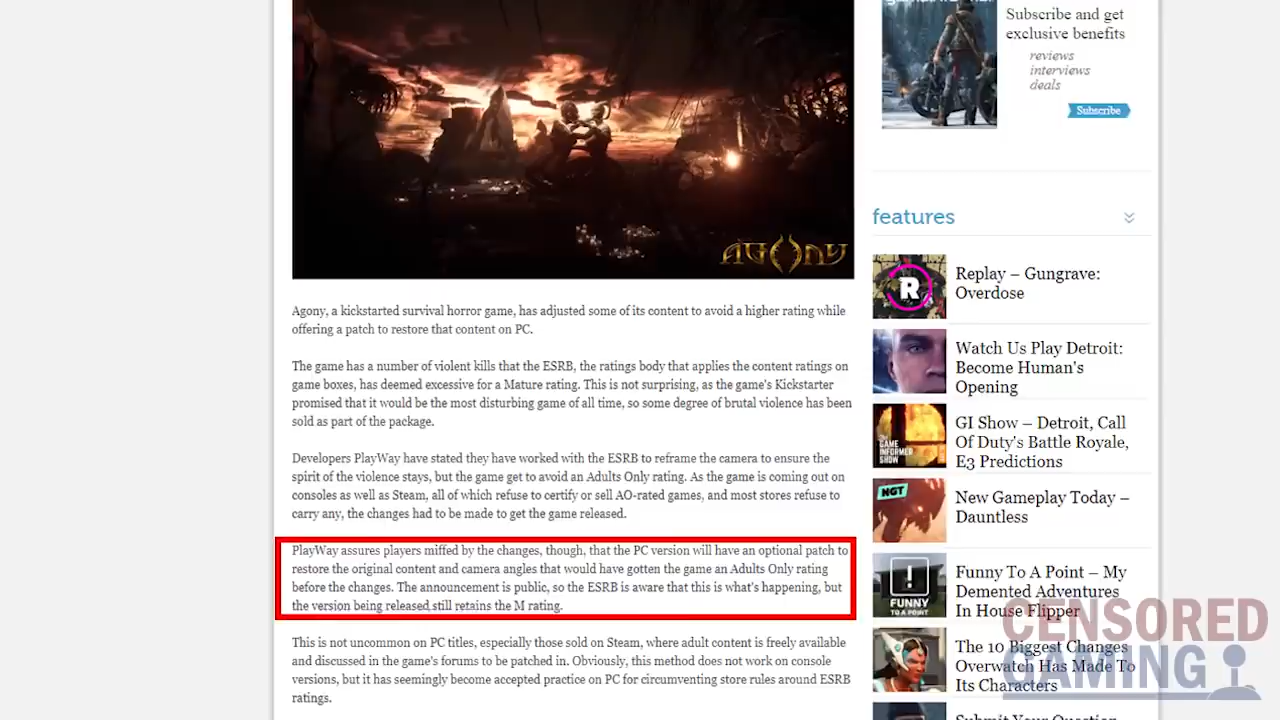 Subscribe and get
exclusive benefits
reviews
interviews
deals
Subscribe
AGONY
features
Agony, a kickstarted survival horror game, has adjusted some of its content to avoid a higher rating while
offering a patch to restore that content on PC.
The game has a number of violent kills that the ESRB, the ratings body that applies the content ratings on
game boxes, has deemed excessive for a Mature rating. This is not surprising, as the game's Kickstarter
promised that it would be the most disturbing game of all time, so some degree of brutal violence has been
sold as part of the package.
Developers PlayWay have stated they have worked with the ESRB to reframe the camera to ensure the
spirit of the violence stays, but the game get to avoid an Adults Only rating. As the game is coming out on
consoles as well as Steam, all of which refuse to certify or sell AO-rated games, and most stores refuse to
carry any, the changes had to be made to get the game released.
PlayWay assures players miffed by the changes, though, that the PC version will have an optional patch to
restore the original content and camera angles that would have gotten the game an Adults Only rating
before the changes. The announcement is public, so the ESRB is aware that this is what's happening, but
the version being released still retains the M rating.
This is not uncommon on PC titles, especially those sold on Steam, where adult content is freely available
and discussed in the game's forums to be patched in. Obviously, this method does not work on console
versions, but it has seemingly become accepted practice on PC for circumventing store rules around ESRB
ratings.
R
Replay – Gungrave:
Overdose
Watch Us Play Detroit:
Become Human's
Opening
THE
GAME
INFORMER
SHOW
GI Show – Detroit, Call
Of Duty's Battle Royale,
E3 Predictions
NGT
New Gameplay Today –
Dauntless
FUNNY
TO A POINT
Funny To A Point – My
Demented Adventures
In House Flipper
The 10 Biggest Changes
Overwatch Has Made To
Its Characters
Submit Your Question
CENSORED
GAMING